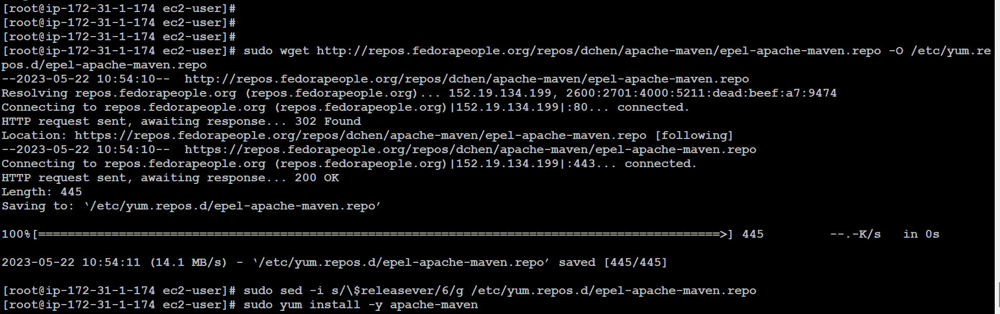 [root@ip-172-31-1-174 ec2-user]#
[root@ip-172-31-1-174 ec2-user]#
[root@ip-172-31-1-174 ec2-user]#
[root@ip-172-31-1-174 ec2-user]# sudo wget http://repos.fedorapeople.org/repos/dchen/apache-maven/epel-apache-maven.repo -O /etc/yum.re
pos.d/epel-apache-maven.repo
--2023-05-22 10:54:10--  http://repos.fedorapeople.org/repos/dchen/apache-maven/epel-apache-maven.repo
Resolving repos.fedorapeople.org (repos.fedorapeople.org)... 152.19.134.199, 2600:2701:4000:5211:dead:beef:a7:9474
Connecting to repos.fedorapeople.org (repos.fedorapeople.org)|152.19.134.199|:80... connected.
HTTP request sent, awaiting response... 302 Found
Location: https://repos.fedorapeople.org/repos/dchen/apache-maven/epel-apache-maven.repo [following]
--2023-05-22 10:54:10--  https://repos.fedorapeople.org/repos/dchen/apache-maven/epel-apache-maven.repo
Connecting to repos.fedorapeople.org (repos.fedorapeople.org)|152.19.134.199|:443... connected.
HTTP request sent, awaiting response... 200 OK
Length: 445
Saving to: ‘/etc/yum.repos.d/epel-apache-maven.repo’
100%[=============================================================================================>] 445         --.-K/s   in 0s
2023-05-22 10:54:11 (14.1 MB/s) - ‘/etc/yum.repos.d/epel-apache-maven.repo’ saved [445/445]
[root@ip-172-31-1-174 ec2-user]# sudo sed -i s/\$releasever/6/g /etc/yum.repos.d/epel-apache-maven.repo
[root@ip-172-31-1-174 ec2-user]# sudo yum install -y apache-maven